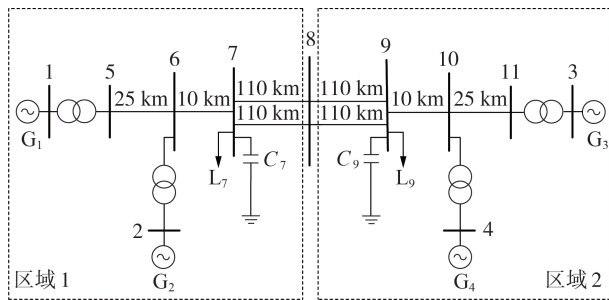 8
6 7 9 10
1 5 11 3
110 km 110 km
25 km 10 km 10 km 25 km
110 km 110 km
G₁ G₃
L₇ C₇ C₉ L₉
2 4
区域 1 G₂ G₄ 区域 2